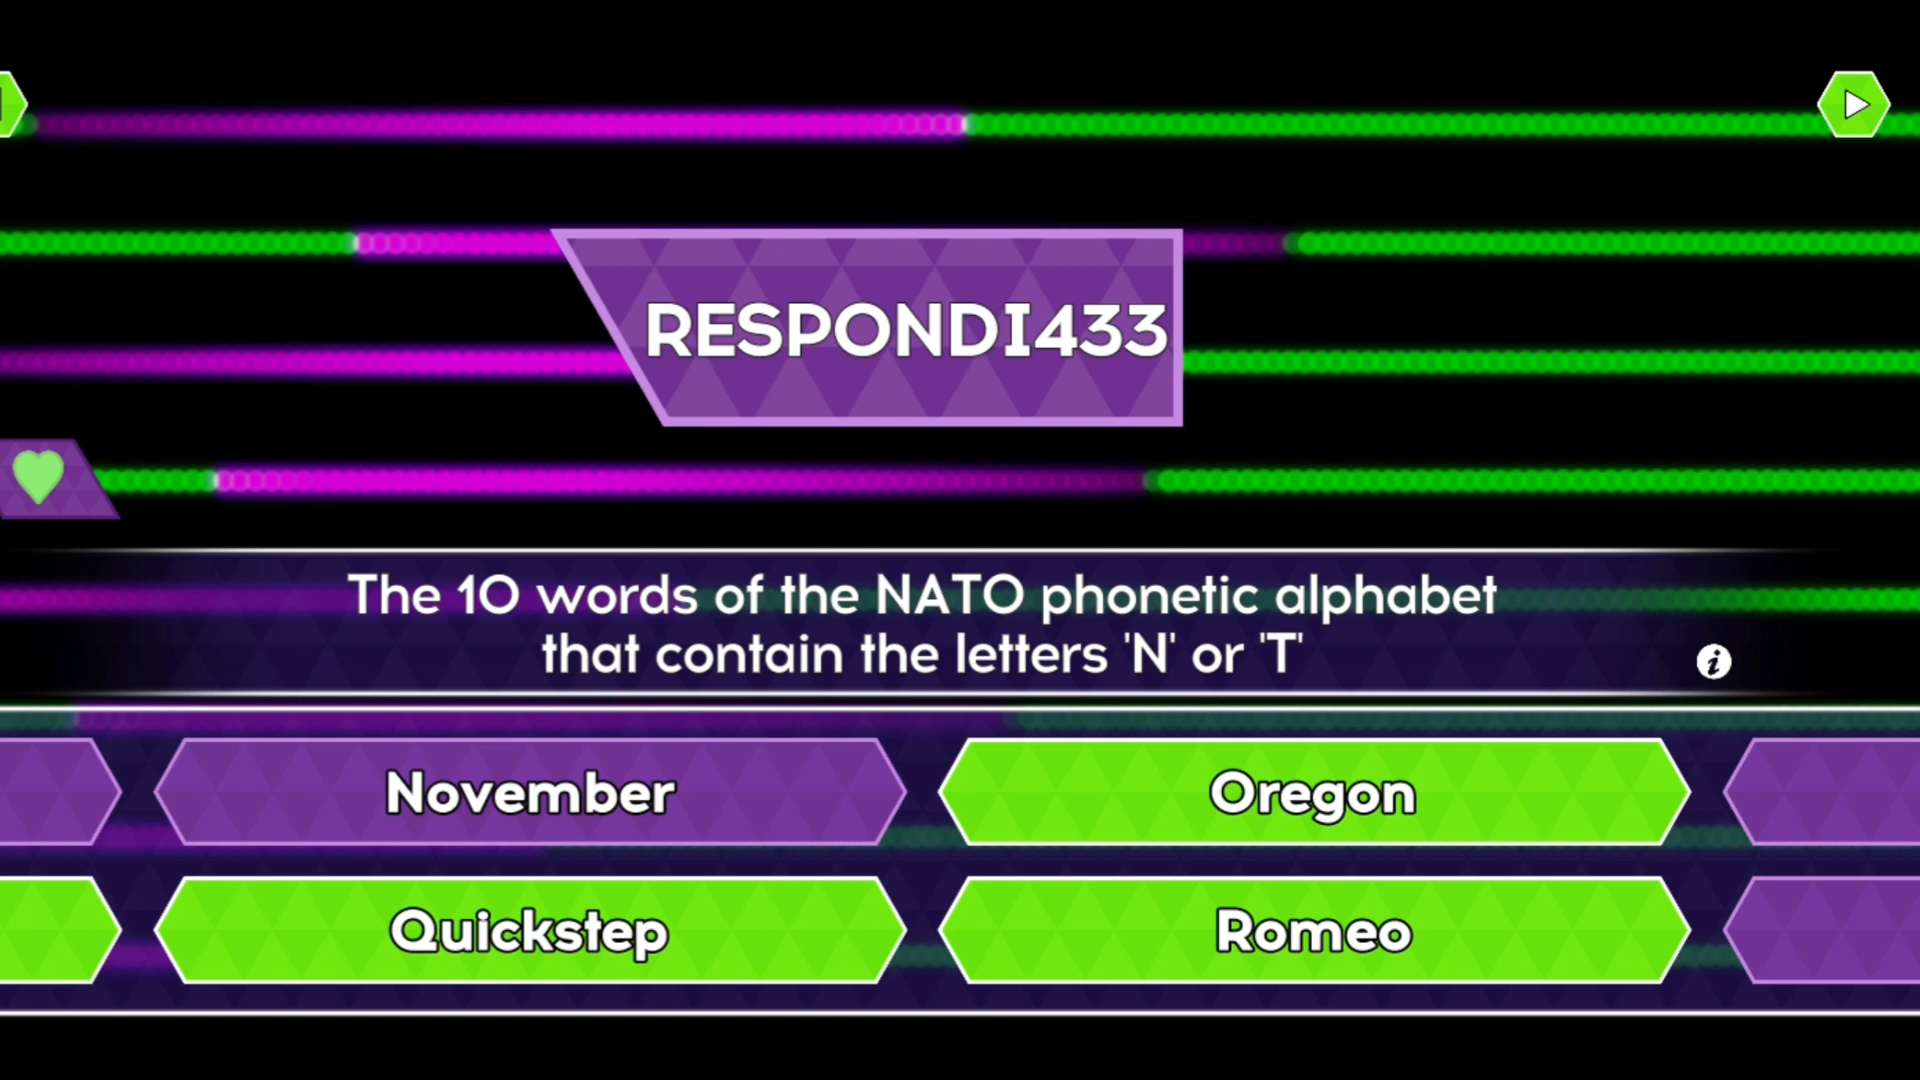 RESPONDI433
The 10 words of the NATO phonetic alphabet
that contain the letters 'N' or 'T'
i
November
Oregon
Quickstep
Romeo